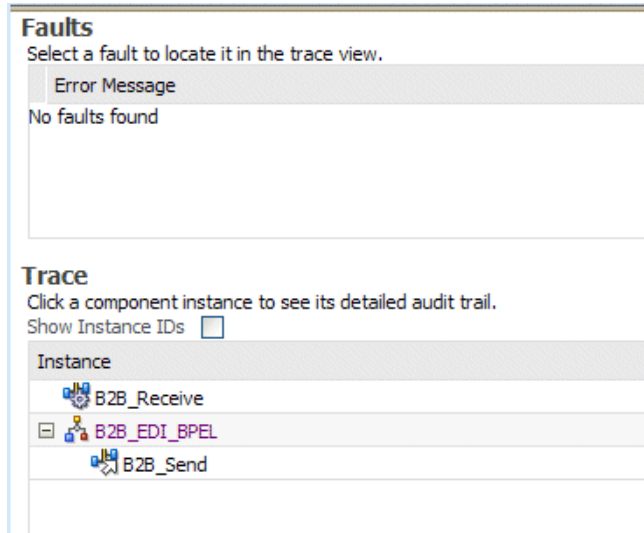 Faults
Select a fault to locate it in the trace view.
Error Message
No faults found
Trace
Click a component instance to see its detailed audit trail.
Show Instance IDs
Instance
B2B_Receive
B2B_EDI_BPEL
B2B_Send